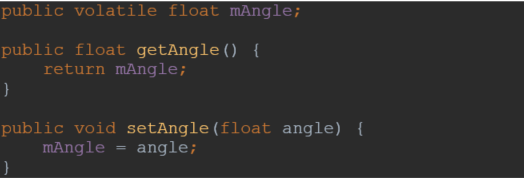 public volatile float mAngle;
public float getAngle() {
    return mAngle;
}
public void setAngle(float angle) {
    mAngle = angle;
}